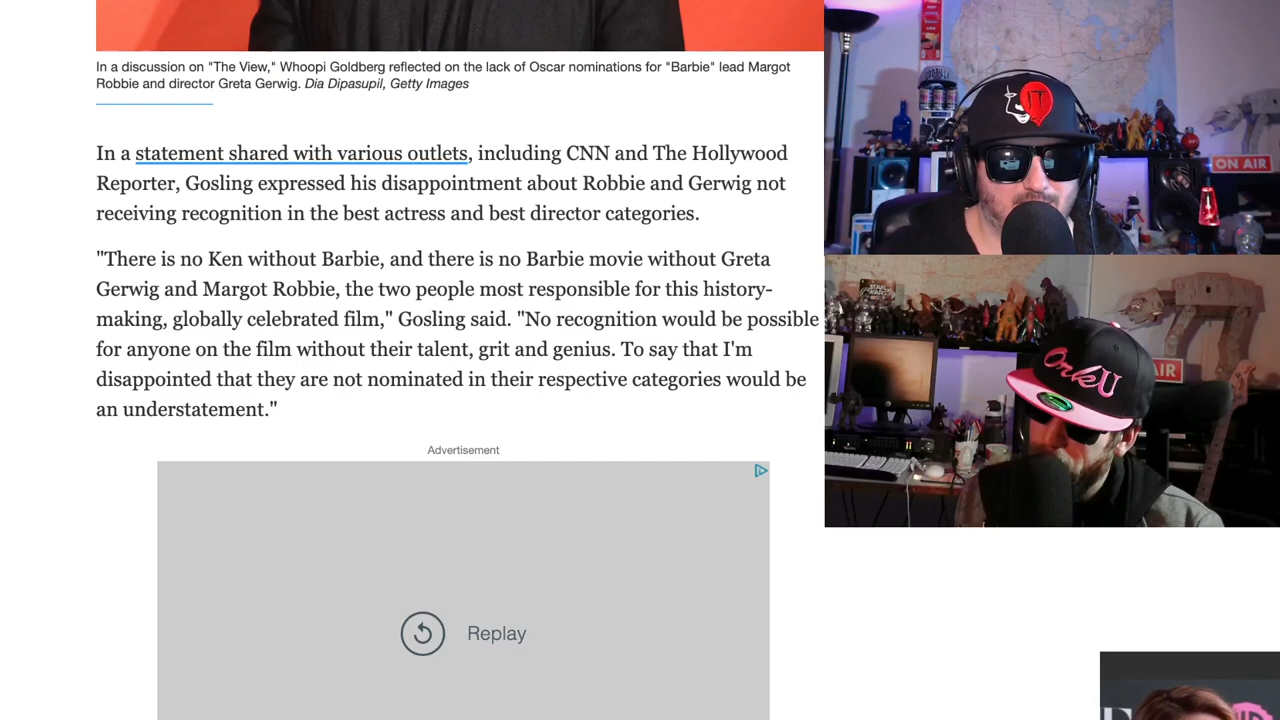 In a discussion on "The View," Whoopi Goldberg reflected on the lack of Oscar nominations for "Barbie" lead Margot
Robbie and director Greta Gerwig. Dia Dipasupil, Getty Images
In a statement shared with various outlets, including CNN and The Hollywood
Reporter, Gosling expressed his disappointment about Robbie and Gerwig not
receiving recognition in the best actress and best director categories.
"There is no Ken without Barbie, and there is no Barbie movie without Greta
Gerwig and Margot Robbie, the two people most responsible for this history-
making, globally celebrated film," Gosling said. "No recognition would be possible
for anyone on the film without their talent, grit and genius. To say that I'm
disappointed that they are not nominated in their respective categories would be
an understatement."
Advertisement
Replay
IT
ON AIR
STAR WARS
OrkU
AIR